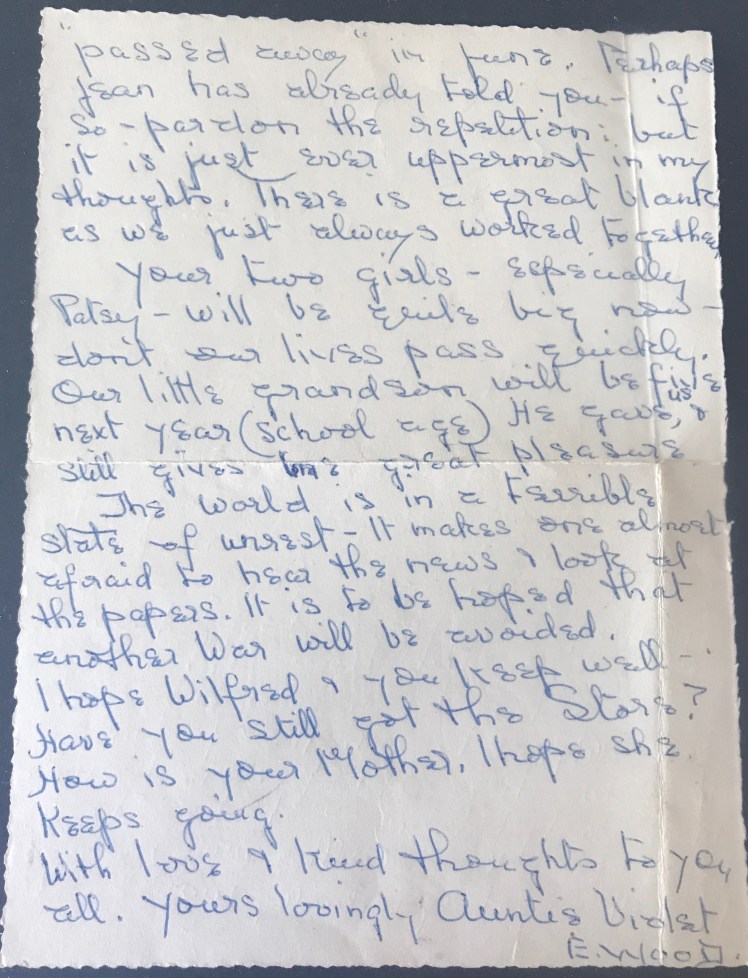 "passed away" in June. Perhaps
Jean has already told you - if
so - pardon the repetition: but
it is just ever uppermost in my
thoughts. There is a great blank
as we just always worked together
Your two girls - especially
Patsy - will be quite big now -
don't our lives pass quickly.
Our little grandson will be five
next year (school age) He gave, us &
still gives me great pleasure
The world is in a terrible
state of unrest - It makes one almost
afraid to hear the news & look at
the papers. It is to be hoped that
another War will be avoided.
I hope Wilfred & you keep well -
Have you still got the Store?
How is your Mother, I hope she
keeps going.
With love & kind thoughts to you
all. Yours lovingly Auntie Violet
E. WOOD.